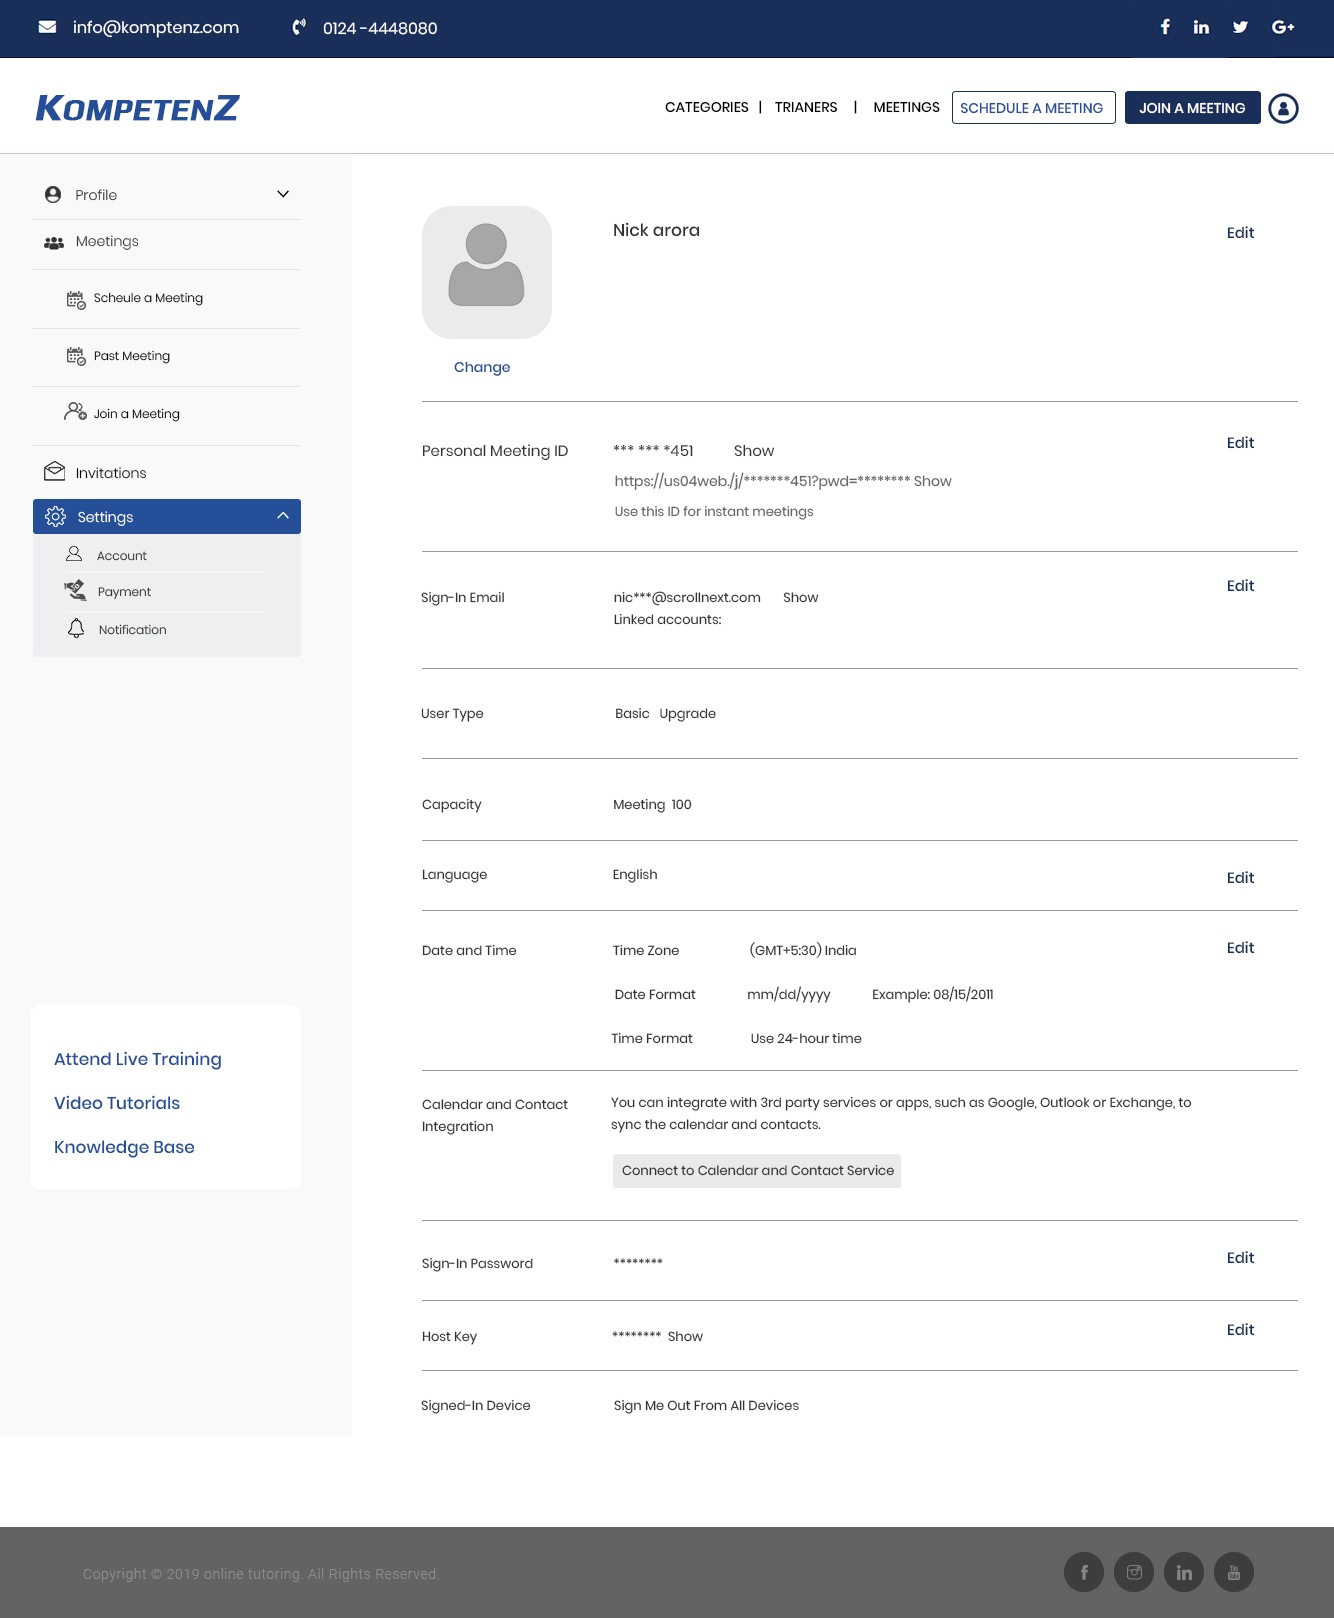 info@komptenz.com
0124 -4448080
KOMPETENZ
CATEGORIES | TRIANERS | MEETINGS
SCHEDULE A MEETING
JOIN A MEETING
Profile
Meetings
Scheule a Meeting
Past Meeting
Join a Meeting
Invitations
Settings
Account
Payment
Notification
Attend Live Training
Video Tutorials
Knowledge Base
Nick arora
Edit
Change
Personal Meeting ID
*** *** *451 Show
Edit
https://us04web./j/*******451?pwd=******** Show
Use this ID for instant meetings
Sign-In Email
nic***@scrollnext.com Show
Edit
Linked accounts:
User Type
Basic Upgrade
Capacity
Meeting 100
Language
English
Edit
Date and Time
Time Zone (GMT+5:30) India
Edit
Date Format mm/dd/yyyy Example: 08/15/2011
Time Format Use 24-hour time
Calendar and Contact
Integration
You can integrate with 3rd party services or apps, such as Google, Outlook or Exchange, to
sync the calendar and contacts.
Connect to Calendar and Contact Service
Sign-In Password
********
Edit
Host Key
******** Show
Edit
Signed-In Device
Sign Me Out From All Devices
Copyright © 2019 online tutoring. All Rights Reserved.